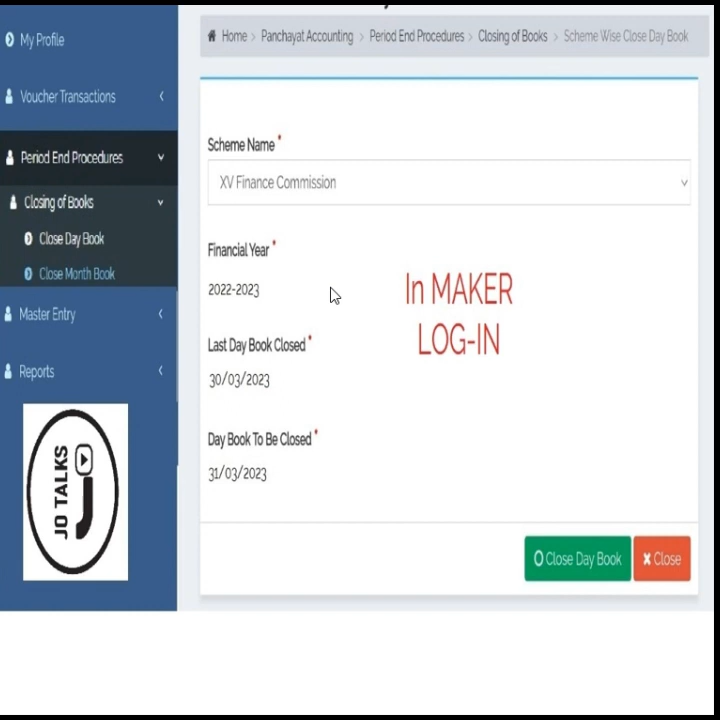 Home > Panchayat Accounting > Period End Procedures > Closing of Books > Scheme Wise Close Day Book
My Profile
Voucher Transactions
Period End Procedures
Closing of Books
Close Day Book
Close Month Book
Master Entry
Reports
JO TALKS
Scheme Name *
XV Finance Commission
Financial Year *
2022-2023
In MAKER
LOG-IN
Last Day Book Closed *
30/03/2023
Day Book To Be Closed *
31/03/2023
Close Day Book
Close